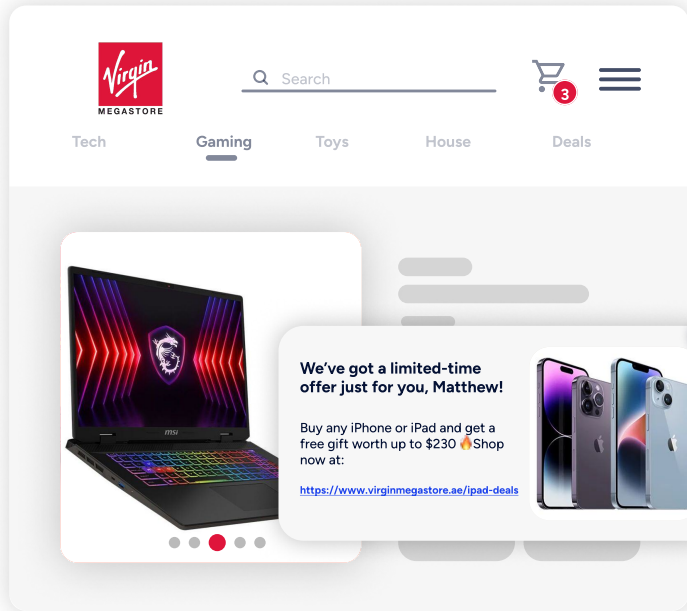 Virgin
MEGASTORE
Search
3
Tech
Gaming
Toys
House
Deals
msi
We’ve got a limited-time
offer just for you, Matthew!
Buy any iPhone or iPad and get a
free gift worth up to $230 🔥Shop
now at:
https://www.virginmegastore.ae/ipad-deals